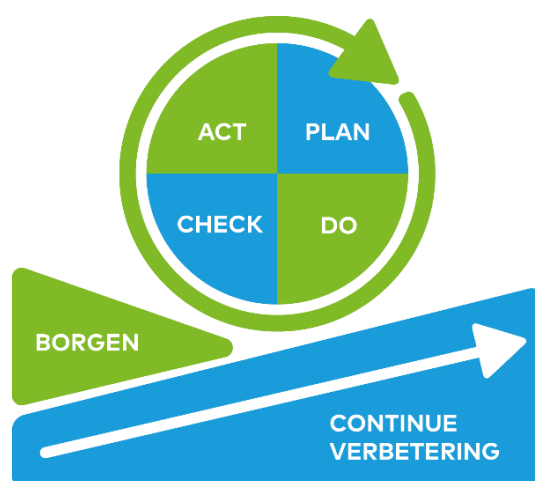 ACT
PLAN
CHECK
DO
BORGEN
CONTINUE
VERBETERING